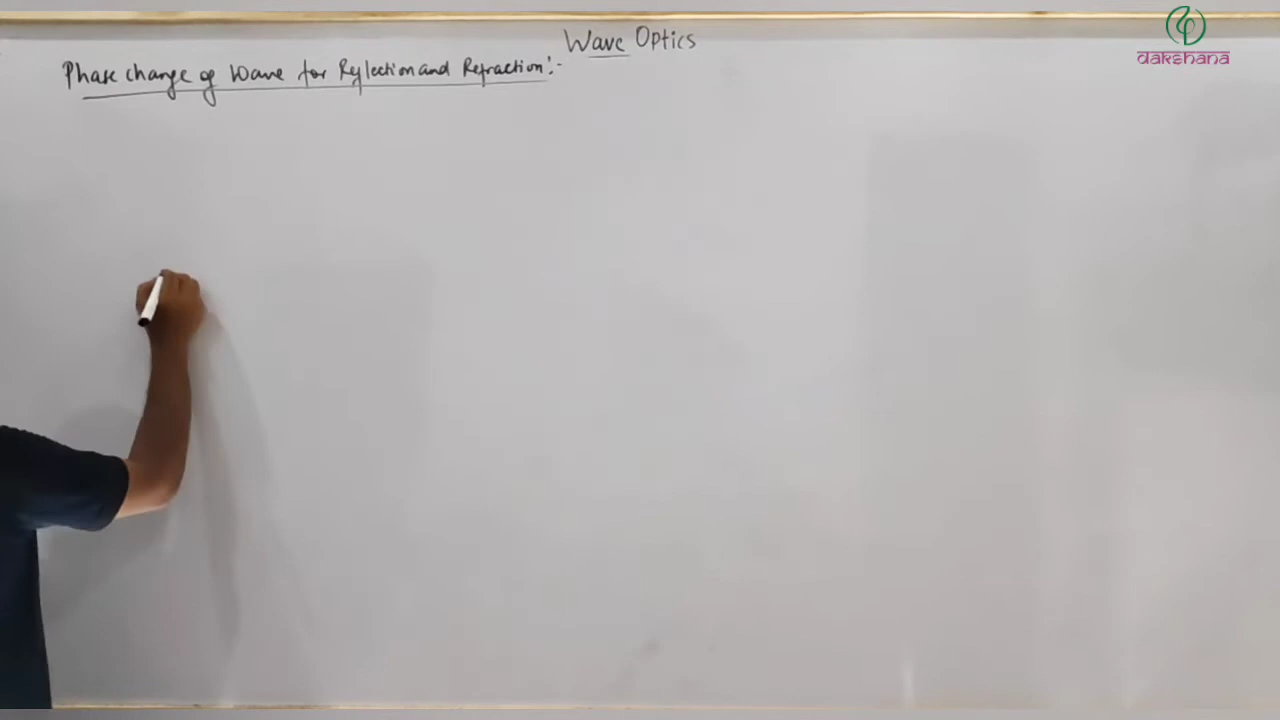 Wave Optics
dakshana
Phase change of Wave for Reflection and Refraction:-